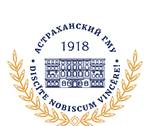 АСТРАХАНСКИЙ ГМУ
1918
• DISCITE NOBISCUM VINCERE! •